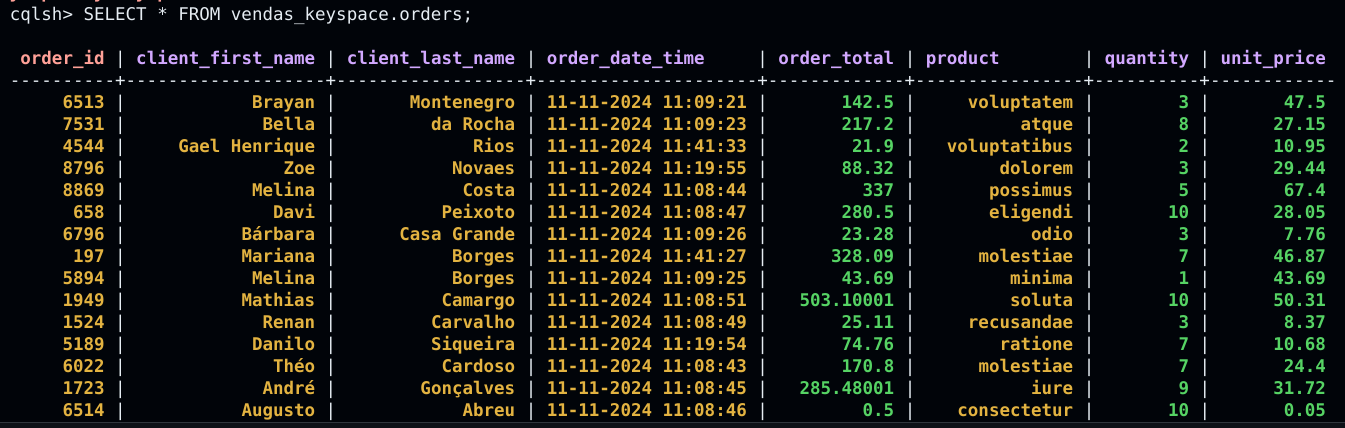 cqlsh> SELECT * FROM vendas_keyspace.orders;
order_id | client_first_name | client_last_name | order_date_time | order_total | product | quantity | unit_price
----------+-------------------+------------------+---------------------+-------------+----------------+----------+------------
6513 | Brayan | Montenegro | 11-11-2024 11:09:21 | 142.5 | voluptatem | 3 | 47.5
7531 | Bella | da Rocha | 11-11-2024 11:09:23 | 217.2 | atque | 8 | 27.15
4544 | Gael Henrique | Rios | 11-11-2024 11:41:33 | 21.9 | voluptatibus | 2 | 10.95
8796 | Zoe | Novaes | 11-11-2024 11:19:55 | 88.32 | dolorem | 3 | 29.44
8869 | Melina | Costa | 11-11-2024 11:08:44 | 337 | possimus | 5 | 67.4
658 | Davi | Peixoto | 11-11-2024 11:08:47 | 280.5 | eligendi | 10 | 28.05
6796 | Bárbara | Casa Grande | 11-11-2024 11:09:26 | 23.28 | odio | 3 | 7.76
197 | Mariana | Borges | 11-11-2024 11:41:27 | 328.09 | molestiae | 7 | 46.87
5894 | Melina | Borges | 11-11-2024 11:09:25 | 43.69 | minima | 1 | 43.69
1949 | Mathias | Camargo | 11-11-2024 11:08:51 | 503.10001 | soluta | 10 | 50.31
1524 | Renan | Carvalho | 11-11-2024 11:08:49 | 25.11 | recusandae | 3 | 8.37
5189 | Danilo | Siqueira | 11-11-2024 11:19:54 | 74.76 | ratione | 7 | 10.68
6022 | Théo | Cardoso | 11-11-2024 11:08:43 | 170.8 | molestiae | 7 | 24.4
1723 | André | Gonçalves | 11-11-2024 11:08:45 | 285.48001 | iure | 9 | 31.72
6514 | Augusto | Abreu | 11-11-2024 11:08:46 | 0.5 | consectetur | 10 | 0.05